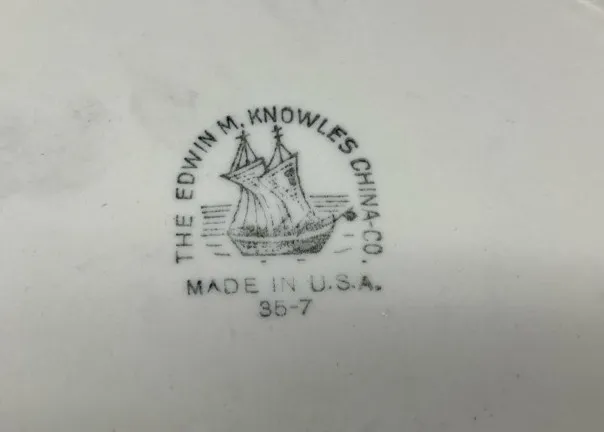 THE EDWIN M. KNOWLES CHINA-CO.
MADE IN U.S.A.
35-7